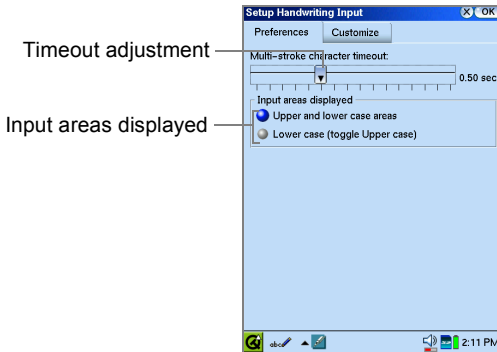 Setup Handwriting Input X OK
Preferences Customize
Timeout adjustment
Multi-stroke character timeout:
0.50 sec
Input areas displayed
Upper and lower case areas
Input areas displayed
Lower case (toggle Upper case)
abc 2:11 PM